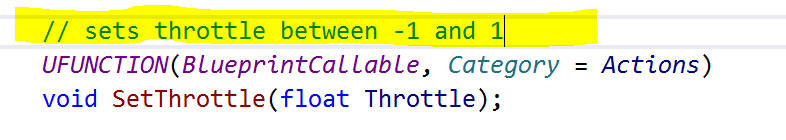 // sets throttle between -1 and 1
UFUNCTION(BlueprintCallable, Category = Actions)
void SetThrottle(float Throttle);